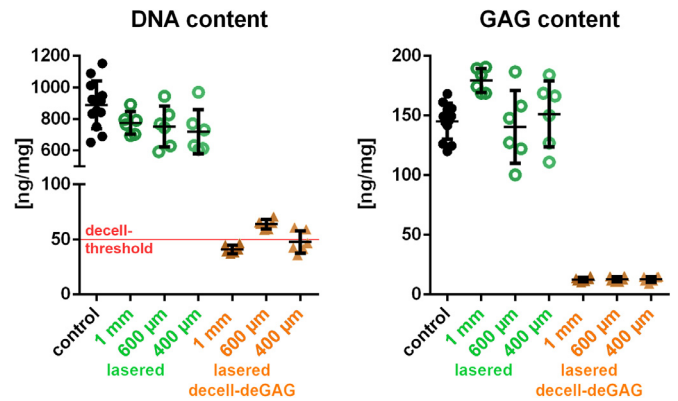 DNA content
[ng/mg]
1200
1000
800
600
100
50
0
decell-
threshold
control
1 mm
600 µm
400 µm
1 mm
600 µm
400 µm
lasered
lasered
decell-deGAG
GAG content
[ng/mg]
200
150
100
50
0
control
1 mm
600 µm
400 µm
1 mm
600 µm
400 µm
lasered
lasered
decell-deGAG